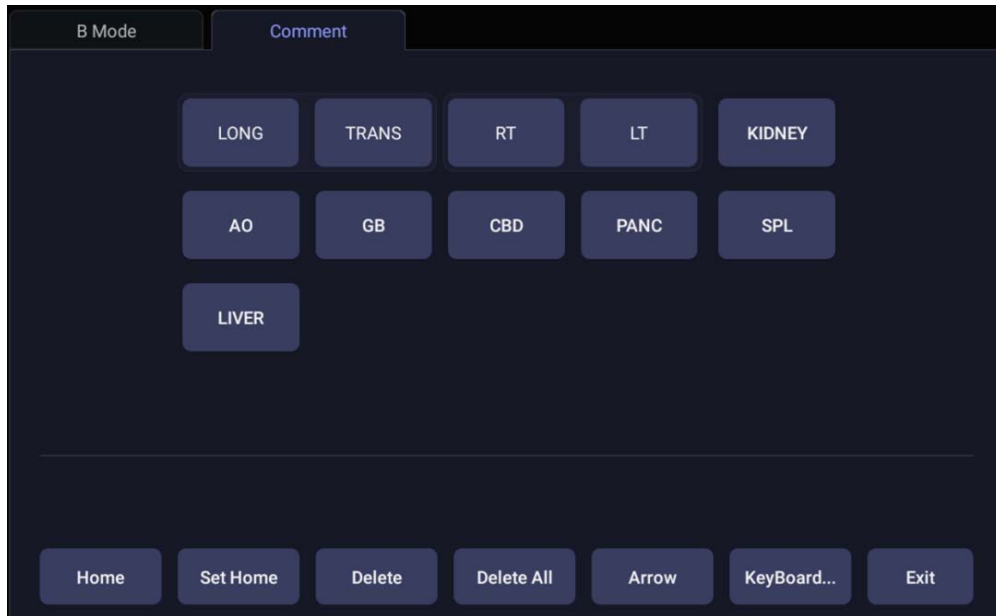 B Mode Comment
LONG TRANS RT LT KIDNEY
AO GB CBD PANC SPL
LIVER
Home Set Home Delete Delete All Arrow KeyBoard... Exit